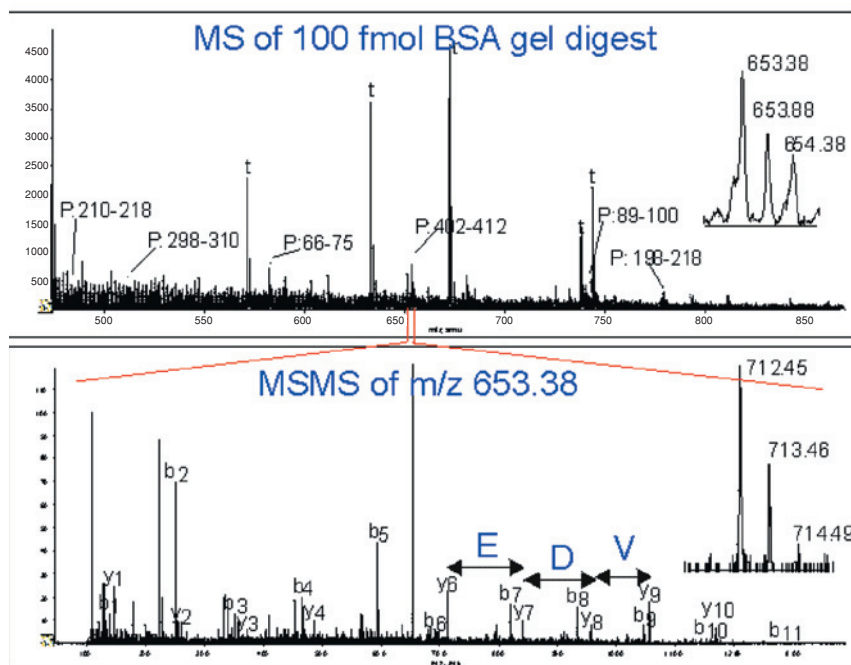 MS of 100 fmol BSA gel digest
4500
4000
3500
3000
2500
2000
1500
1000
500
t
t
t
t
t
P:210-218
P:298-310
P:66-75
P:402-412
P:89-100
P:198-218
653.38
653.88
654.38
500
550
600
650
700
750
800
850
m/z, amu
MSMS of m/z 653.38
712.45
713.46
714.49
E
D
V
b2
y1
y2
b3
y3
b4
y4
b5
b6
y6
b7
y7
b8
y8
y9
b9
y10
b10
b11